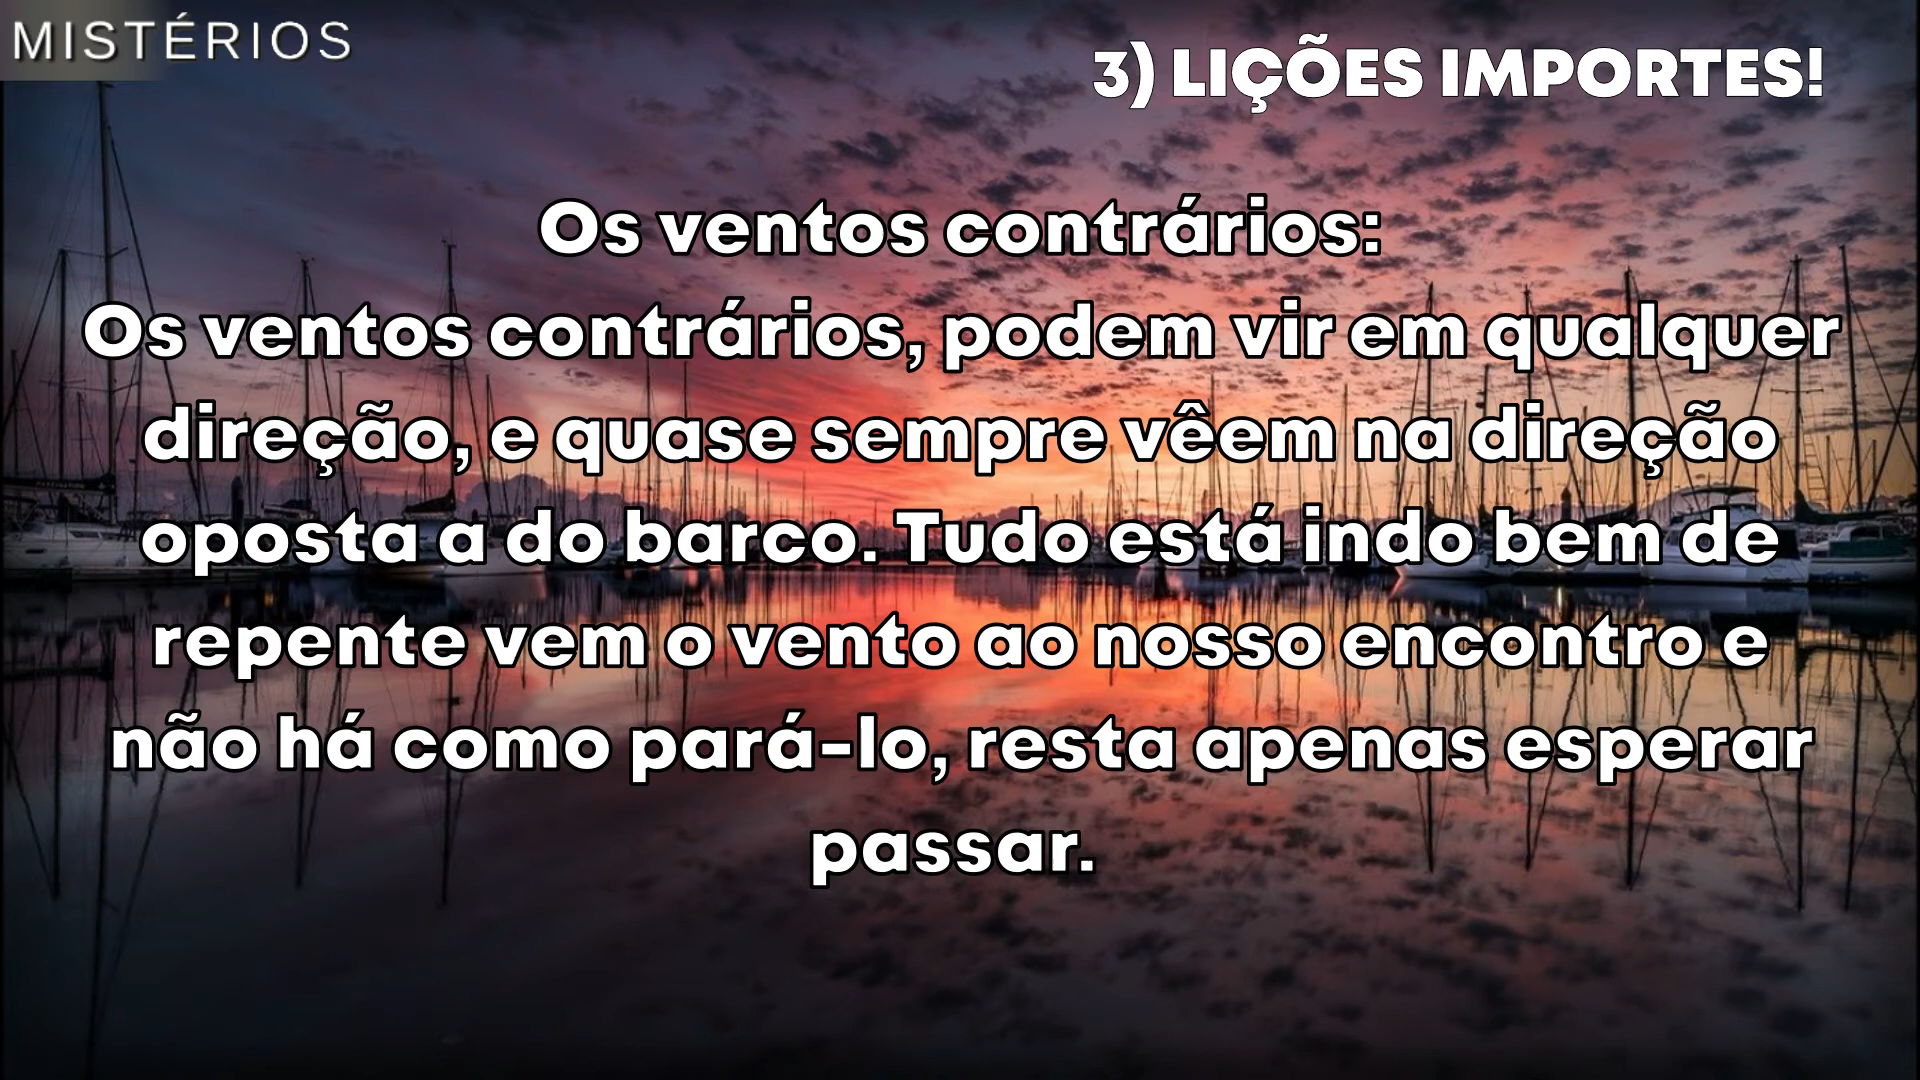 MISTÉRIOS
3) LIÇÕES IMPORTES!
Os ventos contrários:
Os ventos contrários, podem vir em qualquer
direção, e quase sempre vêem na direção
oposta a do barco. Tudo está indo bem de
repente vem o vento ao nosso encontro e
não há como pará-lo, resta apenas esperar
passar.